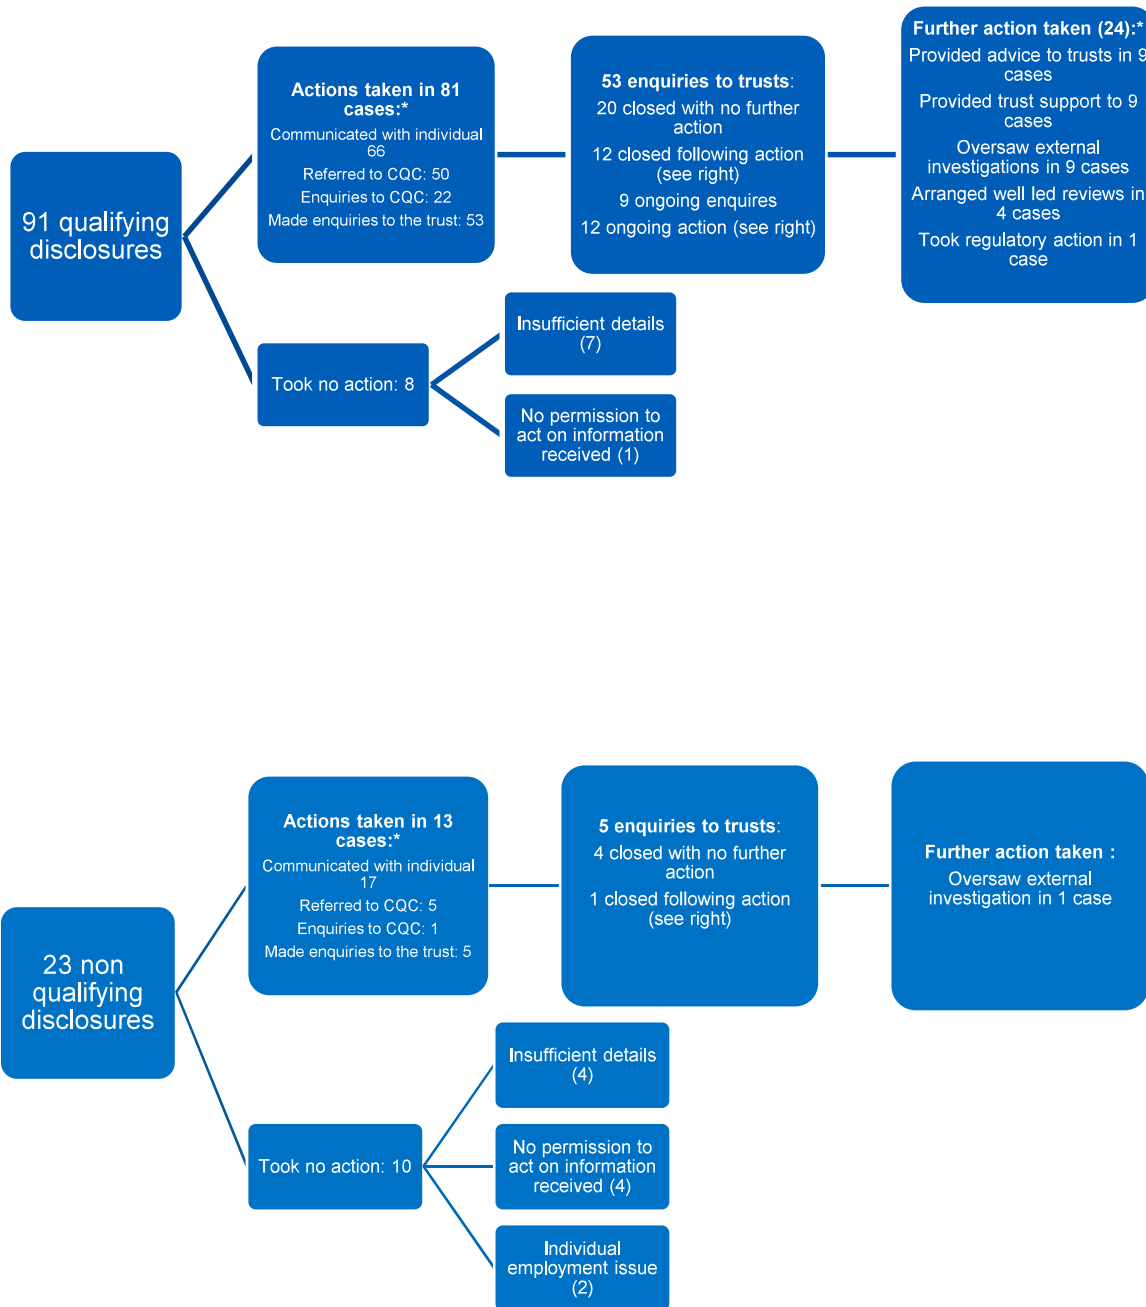 91 qualifying
disclosures
Actions taken in 81
cases:*
Communicated with individual
66
Referred to CQC: 50
Enquiries to CQC: 22
Made enquiries to the trust: 53
53 enquiries to trusts:
20 closed with no further
action
12 closed following action
(see right)
9 ongoing enquires
12 ongoing action (see right)
Further action taken (24):*
Provided advice to trusts in 9
cases
Provided trust support to 9
cases
Oversaw external
investigations in 9 cases
Arranged well led reviews in
4 cases
Took regulatory action in 1
case
Took no action: 8
Insufficient details
(7)
No permission to
act on information
received (1)
23 non
qualifying
disclosures
Actions taken in 13
cases:*
Communicated with individual
17
Referred to CQC: 5
Enquiries to CQC: 1
Made enquiries to the trust: 5
5 enquiries to trusts:
4 closed with no further
action
1 closed following action
(see right)
Further action taken :
Oversaw external
investigation in 1 case
Took no action: 10
Insufficient details
(4)
No permission to
act on information
received (4)
Individual
employment issue
(2)